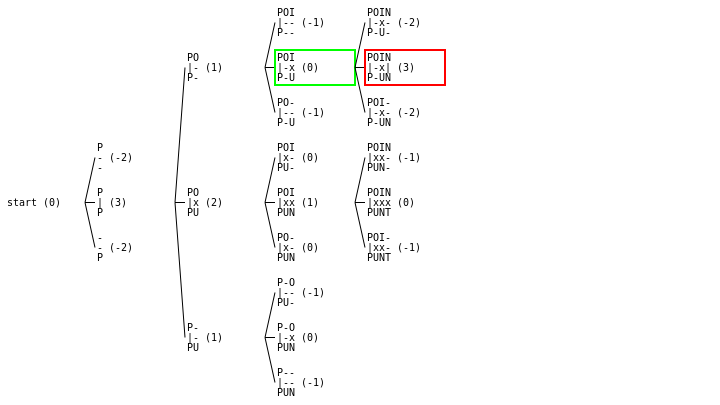 start (0)
P
- (-2)
-
P
| (3)
P
-
- (-2)
P
PO
|- (1)
P-
PO
|x (2)
PU
P-
|- (1)
PU
POI
|-- (-1)
P--
POI
|-x (0)
P-U
PO-
|-- (-1)
P-U
POI
|x- (0)
PU-
POI
|xx (1)
PUN
PO-
|x- (0)
PUN
P-O
|-- (-1)
PU-
P-O
|-x (0)
PUN
P--
|-- (-1)
PUN
POIN
|-x- (-2)
P-U-
POIN
|-x| (3)
P-UN
POI-
|-x- (-2)
P-UN
POIN
|xx- (-1)
PUN-
POIN
|xxx (0)
PUNT
POI-
|xx- (-1)
PUNT